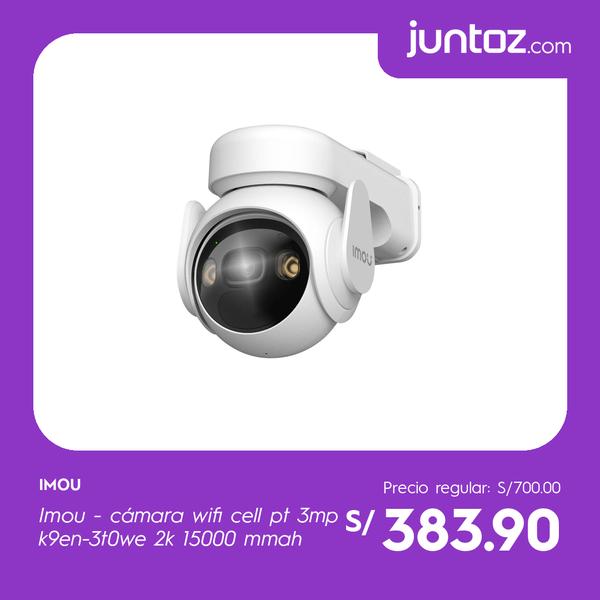 juntoz.com
imou
IMOU
Imou - cámara wifi cell pt 3mp
k9en-3t0we 2k 15000 mmah
Precio regular: S/700.00
S/ 383.90